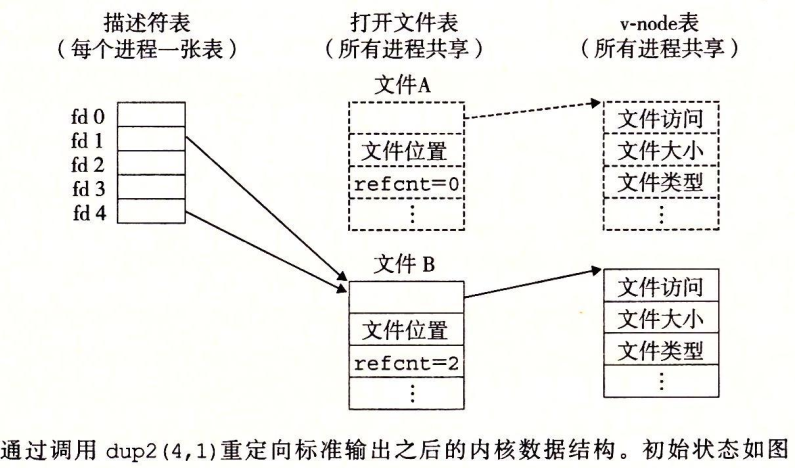 描述符表
(每个进程一张表)
打开文件表
(所有进程共享)
v-node表
(所有进程共享)
fd 0
fd 1
fd 2
fd 3
fd 4
文件A
文件位置
refcnt=0
⋮
文件访问
文件大小
文件类型
⋮
文件 B
文件位置
refcnt=2
⋮
文件访问
文件大小
文件类型
⋮
通过调用 dup2(4,1)重定向标准输出之后的内核数据结构。初始状态如图